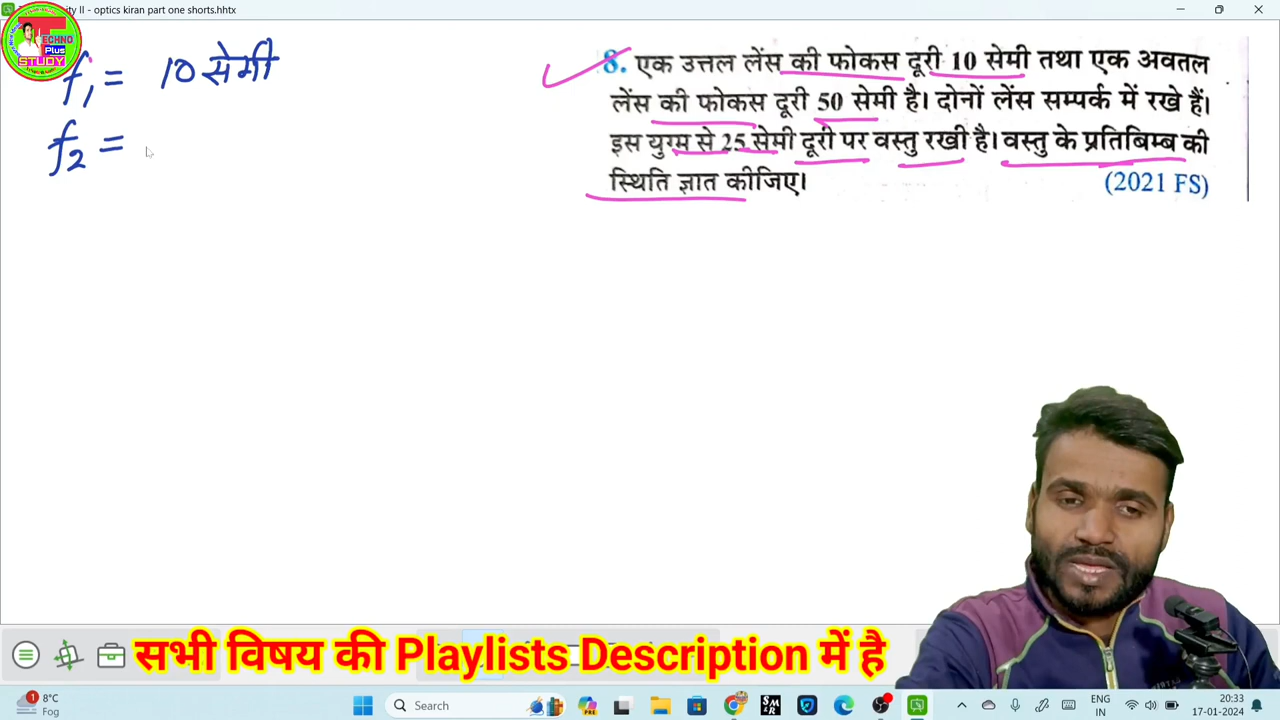 optics kiran part one shorts.hhtx
TECHNO
Plus
STUDY
f₁ = 10 सेमी
f₂ =
8. एक उत्तल लेंस की फोकस दूरी 10 सेमी तथा एक अवतल
लेंस की फोकस दूरी 50 सेमी है। दोनों लेंस सम्पर्क में रखे हैं।
इस युग्म से 25 सेमी दूरी पर वस्तु रखी है। वस्तु के प्रतिबिम्ब की
स्थिति ज्ञात कीजिए। (2021 FS)
सभी विषय की Playlists Description में है
1
8°C
Fog
Search
PRE
ENG
IN
20:33
17-01-2024